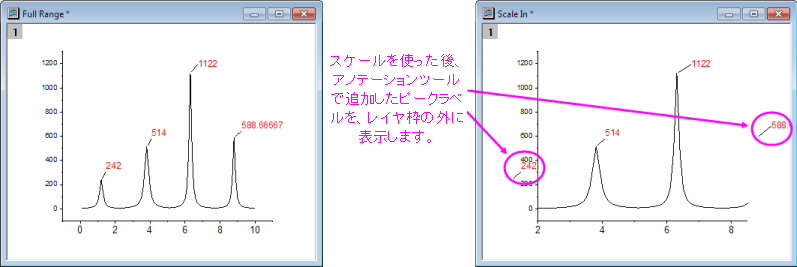 Full Range *
1
1200
1000
800
600
400
200
0
0 2 4 6 8 10
242
514
1122
588.66667
スケールを使った後、
アノテーションツール
で追加したピークラベ
ルを、レイヤ枠の外に
表示します。
Scale In *
1
1200
1000
800
600
400
200
0
2 4 6 8
242
514
1122
588.